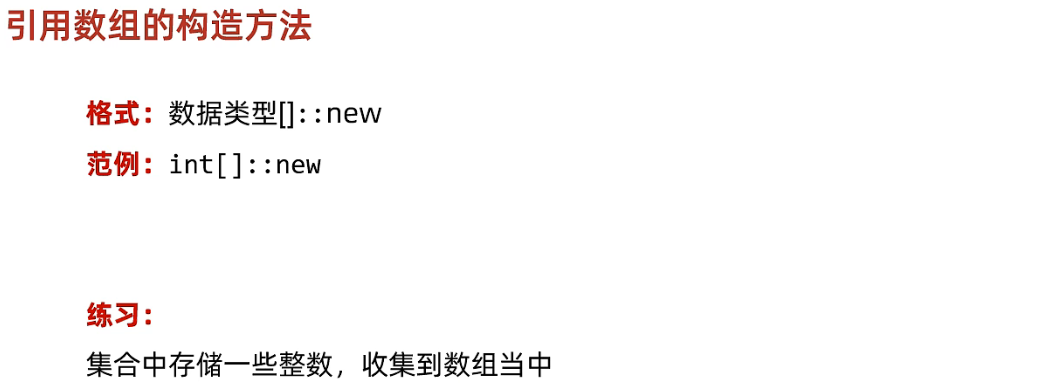 引用数组的构造方法
格式：数据类型[]::new
范例：int[]::new
练习：
集合中存储一些整数，收集到数组当中